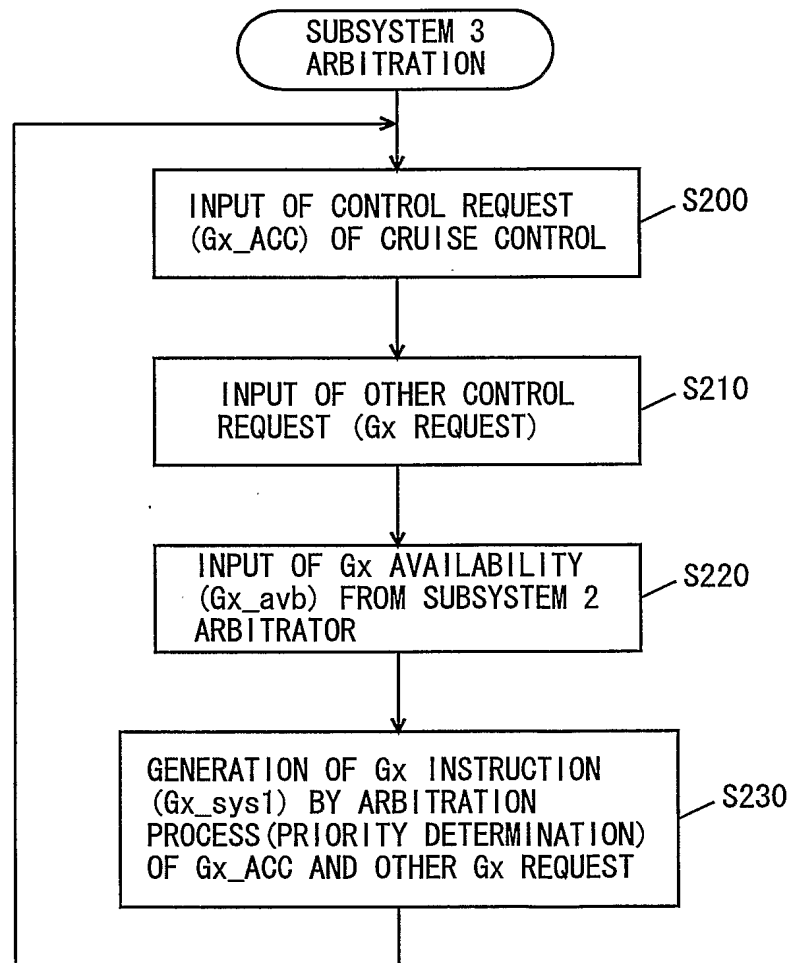 SUBSYSTEM 3
ARBITRATION
INPUT OF CONTROL REQUEST
(Gx_ACC) OF CRUISE CONTROL
S200
INPUT OF OTHER CONTROL
REQUEST (Gx REQUEST)
S210
INPUT OF Gx AVAILABILITY
(Gx_avb) FROM SUBSYSTEM 2
ARBITRATOR
S220
GENERATION OF Gx INSTRUCTION
(Gx_sys1) BY ARBITRATION
PROCESS(PRIORITY DETERMINATION)
OF Gx_ACC AND OTHER Gx REQUEST
S230